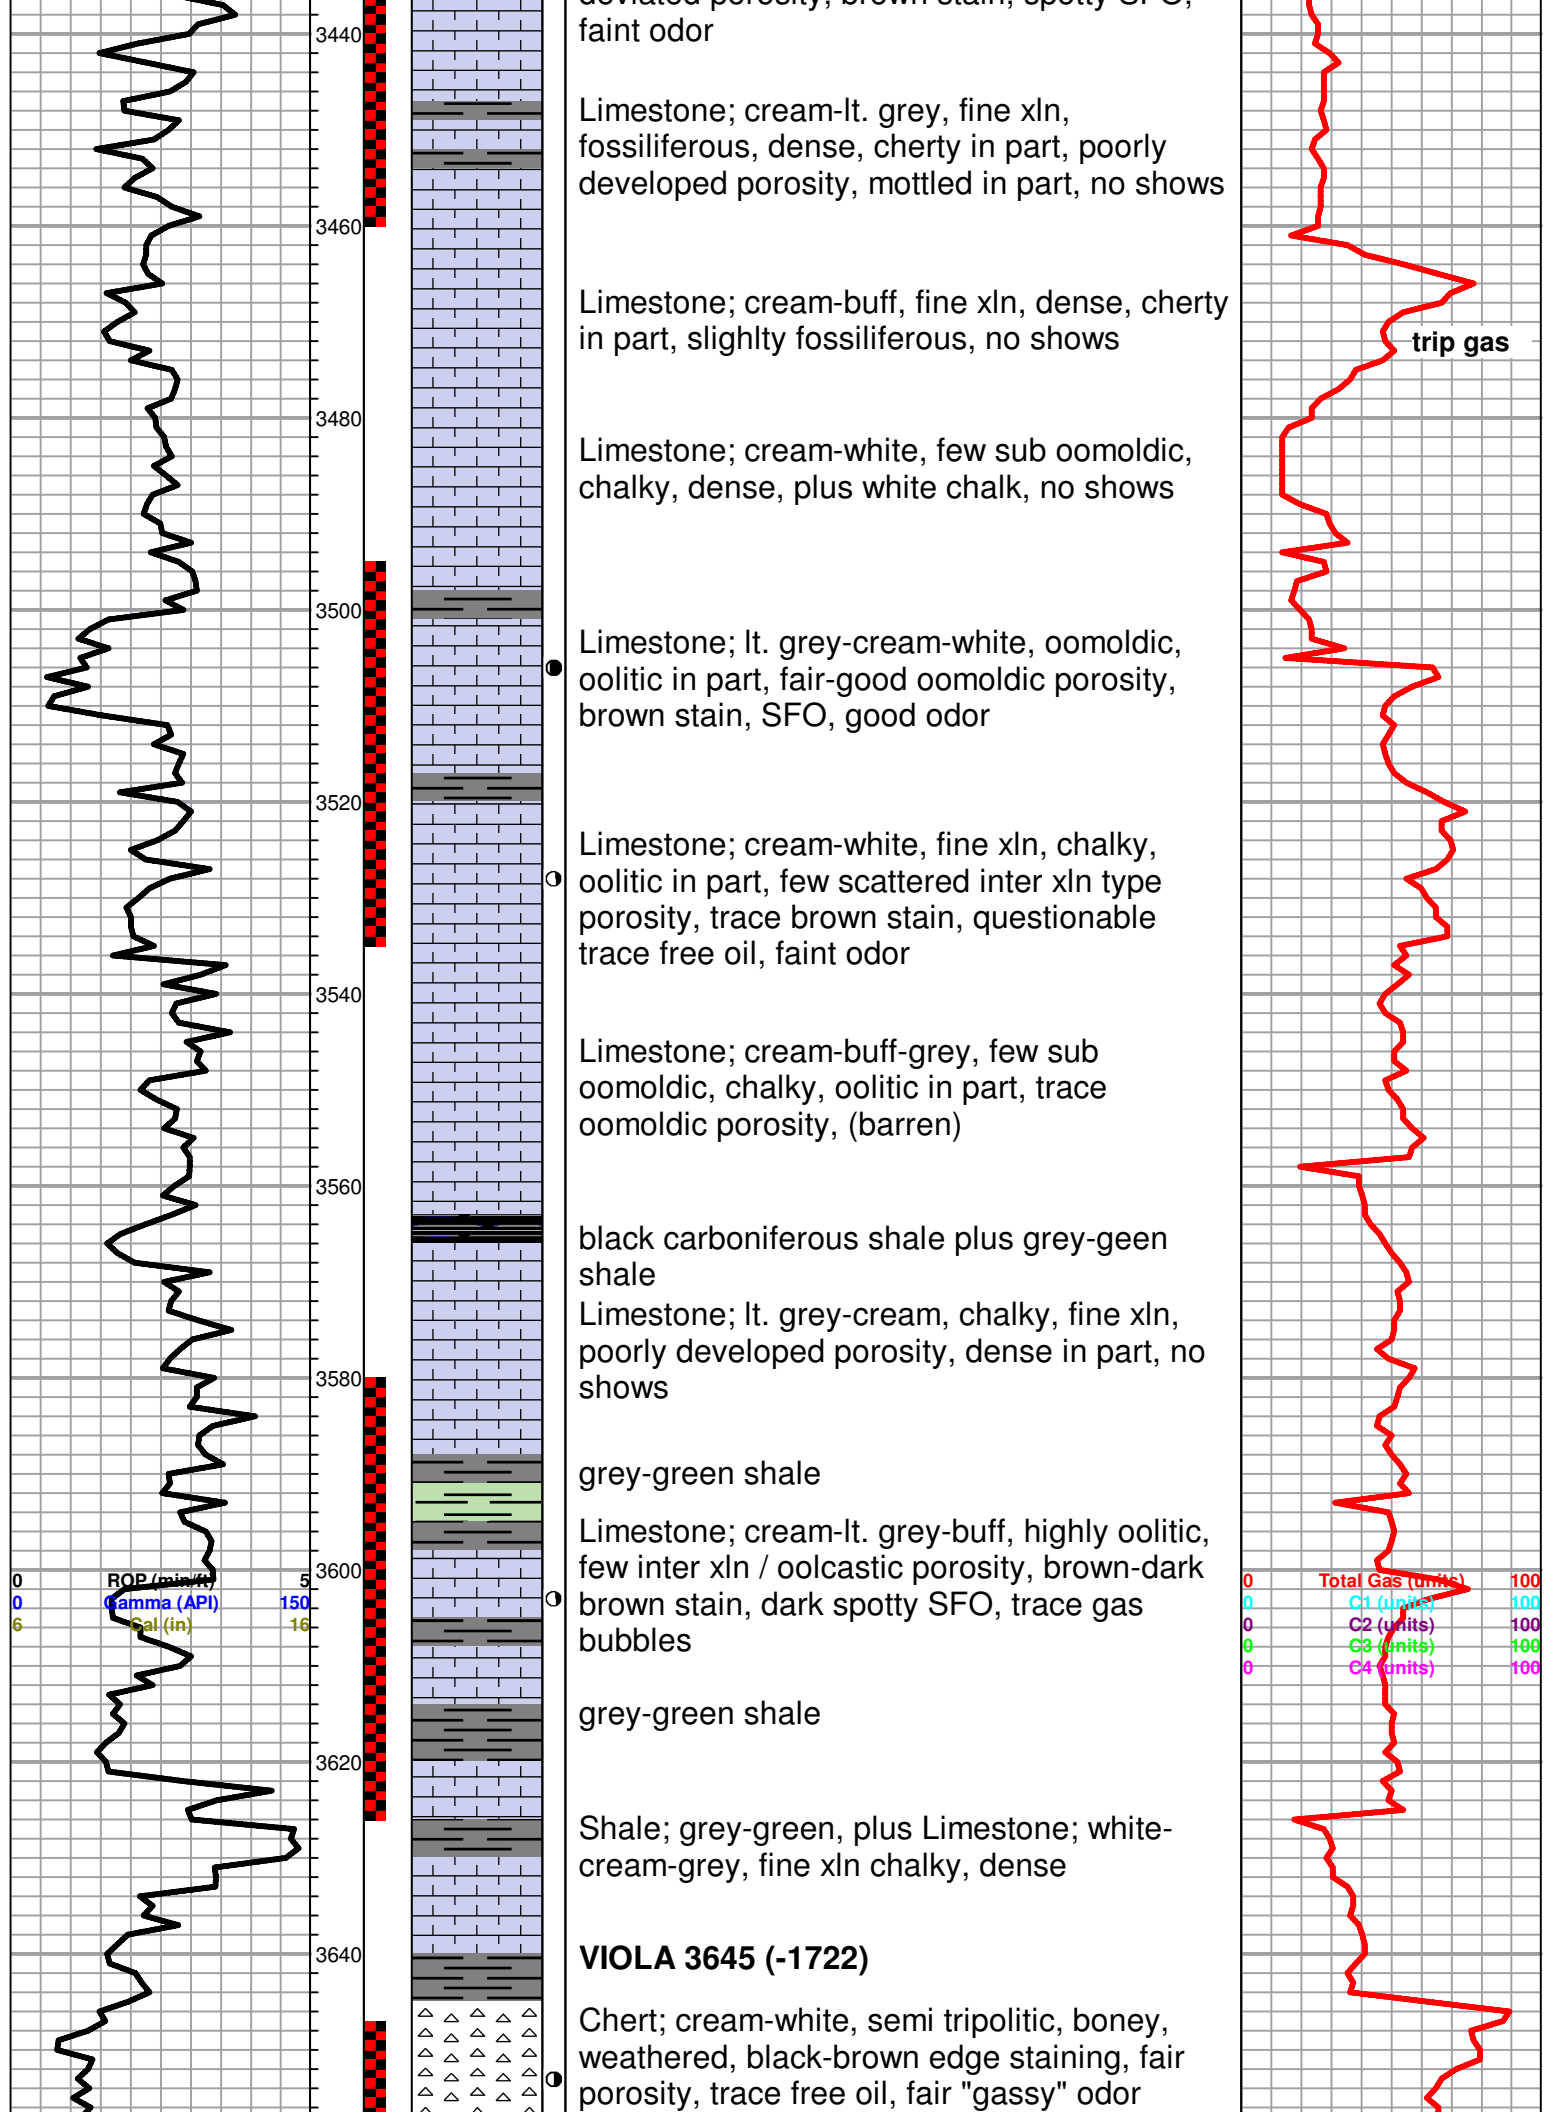 deviated porosity, brown stain, spotty SFO,
faint odor
3440
Limestone; cream-lt. grey, fine xln,
fossiliferous, dense, cherty in part, poorly
developed porosity, mottled in part, no shows
3460
Limestone; cream-buff, fine xln, dense, cherty
in part, slighlty fossiliferous, no shows
trip gas
3480
Limestone; cream-white, few sub oomoldic,
chalky, dense, plus white chalk, no shows
3500
Limestone; lt. grey-cream-white, oomoldic,
oolitic in part, fair-good oomoldic porosity,
brown stain, SFO, good odor
3520
Limestone; cream-white, fine xln, chalky,
oolitic in part, few scattered inter xln type
porosity, trace brown stain, questionable
trace free oil, faint odor
3540
Limestone; cream-buff-grey, few sub
oomoldic, chalky, oolitic in part, trace
oomoldic porosity, (barren)
3560
black carboniferous shale plus grey-geen
shale
Limestone; lt. grey-cream, chalky, fine xln,
poorly developed porosity, dense in part, no
shows
3580
grey-green shale
Limestone; cream-lt. grey-buff, highly oolitic,
few inter xln / oolcastic porosity, brown-dark
brown stain, dark spotty SFO, trace gas
bubbles
3600
0 ROP (min/ft) 5
0 Gamma (API) 150
6 Cal (in) 16
0 Total Gas (units) 100
0 C1 (units) 100
0 C2 (units) 100
0 C3 (units) 100
0 C4 (units) 100
grey-green shale
3620
Shale; grey-green, plus Limestone; white-
cream-grey, fine xln chalky, dense
3640
VIOLA 3645 (-1722)
Chert; cream-white, semi tripolitic, boney,
weathered, black-brown edge staining, fair
porosity, trace free oil, fair "gassy" odor